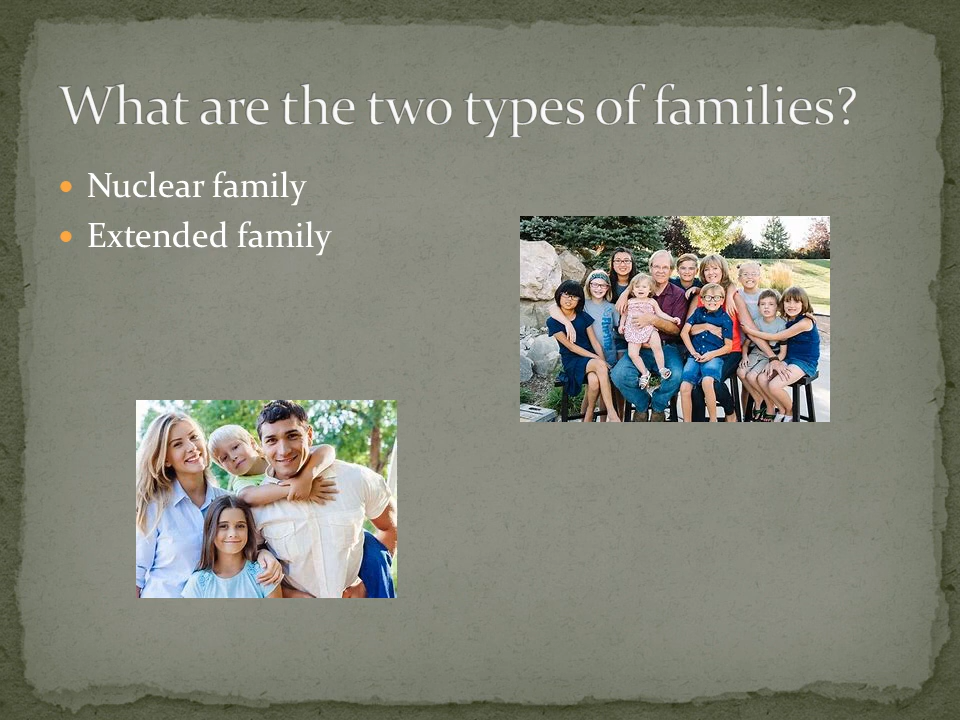 What are the two types of families?
Nuclear family
Extended family